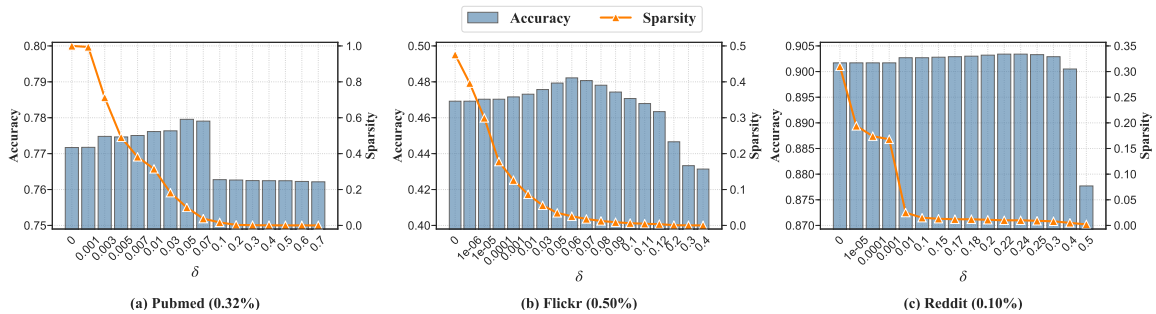 Accuracy Sparsity
Accuracy
0.80
0.79
0.78
0.77
0.76
0.75
1.0
0.8
0.6
0.4
0.2
0.0
Sparsity
0 0.001 0.003 0.005 0.007 0.01 0.03 0.05 0.07 0.1 0.2 0.3 0.4 0.5 0.6 0.7
δ
(a) Pubmed (0.32%)
Accuracy
0.50
0.48
0.46
0.44
0.42
0.40
0.5
0.4
0.3
0.2
0.1
0.0
Sparsity
0 1e-06 1e-05 0.0001 0.001 0.01 0.03 0.05 0.06 0.07 0.08 0.09 0.1 0.11 0.12 0.2 0.3 0.4
δ
(b) Flickr (0.50%)
Accuracy
0.905
0.900
0.895
0.890
0.885
0.880
0.875
0.870
0.35
0.30
0.25
0.20
0.15
0.10
0.05
0.00
Sparsity
0 1e-05 0.0001 0.001 0.01 0.1 0.15 0.17 0.18 0.2 0.22 0.24 0.25 0.3 0.4 0.5
δ
(c) Reddit (0.10%)